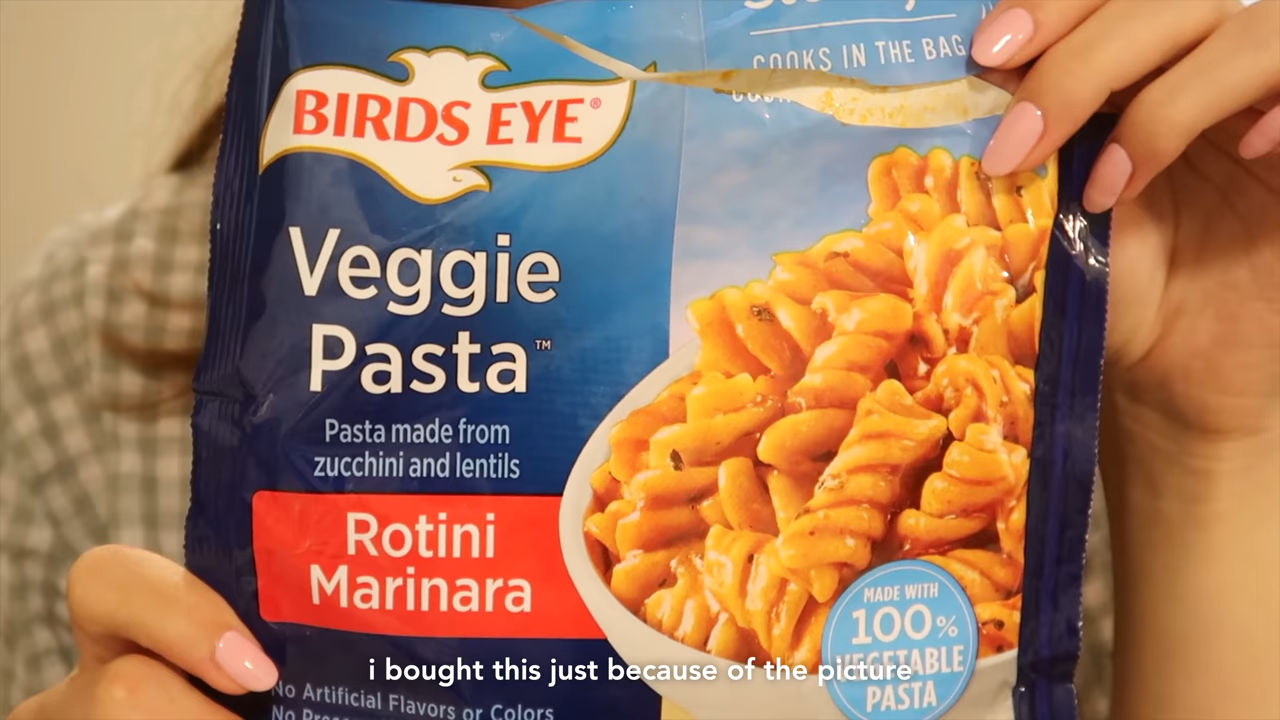 COOKS IN THE BAG
BIRDS EYE®
Veggie
Pasta™
Pasta made from
zucchini and lentils
Rotini
Marinara
MADE WITH
100%
VEGETABLE
PASTA
i bought this just because of the picture
No Artificial Flavors or Colors
No